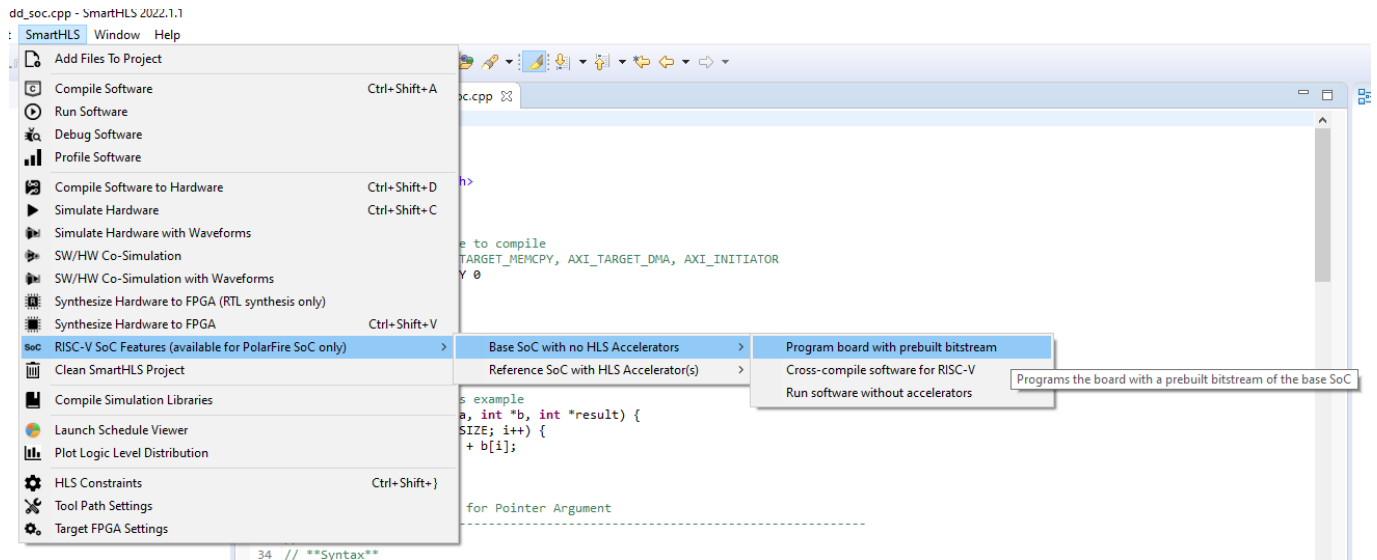 dd_soc.cpp - SmartHLS 2022.1.1
SmartHLS Window Help
Add Files To Project
Compile Software Ctrl+Shift+A
oc.cpp
Run Software
Debug Software
Profile Software
Compile Software to Hardware Ctrl+Shift+D
h>
Simulate Hardware Ctrl+Shift+C
Simulate Hardware with Waveforms
e to compile
SW/HW Co-Simulation
TARGET_MEMCPY, AXI_TARGET_DMA, AXI_INITIATOR
SW/HW Co-Simulation with Waveforms
Y 0
Synthesize Hardware to FPGA (RTL synthesis only)
Synthesize Hardware to FPGA Ctrl+Shift+V
SoC RISC-V SoC Features (available for PolarFire SoC only) >
Base SoC with no HLS Accelerators >
Program board with prebuilt bitstream
Clean SmartHLS Project
Reference SoC with HLS Accelerator(s) >
Cross-compile software for RISC-V
Programs the board with a prebuilt bitstream of the base SoC
Run software without accelerators
Compile Simulation Libraries
s example
a, int *b, int *result) {
Launch Schedule Viewer
SIZE; i++) {
+ b[i];
Plot Logic Level Distribution
HLS Constraints Ctrl+Shift+}
Tool Path Settings
for Pointer Argument
Target FPGA Settings
34 // **Syntax**